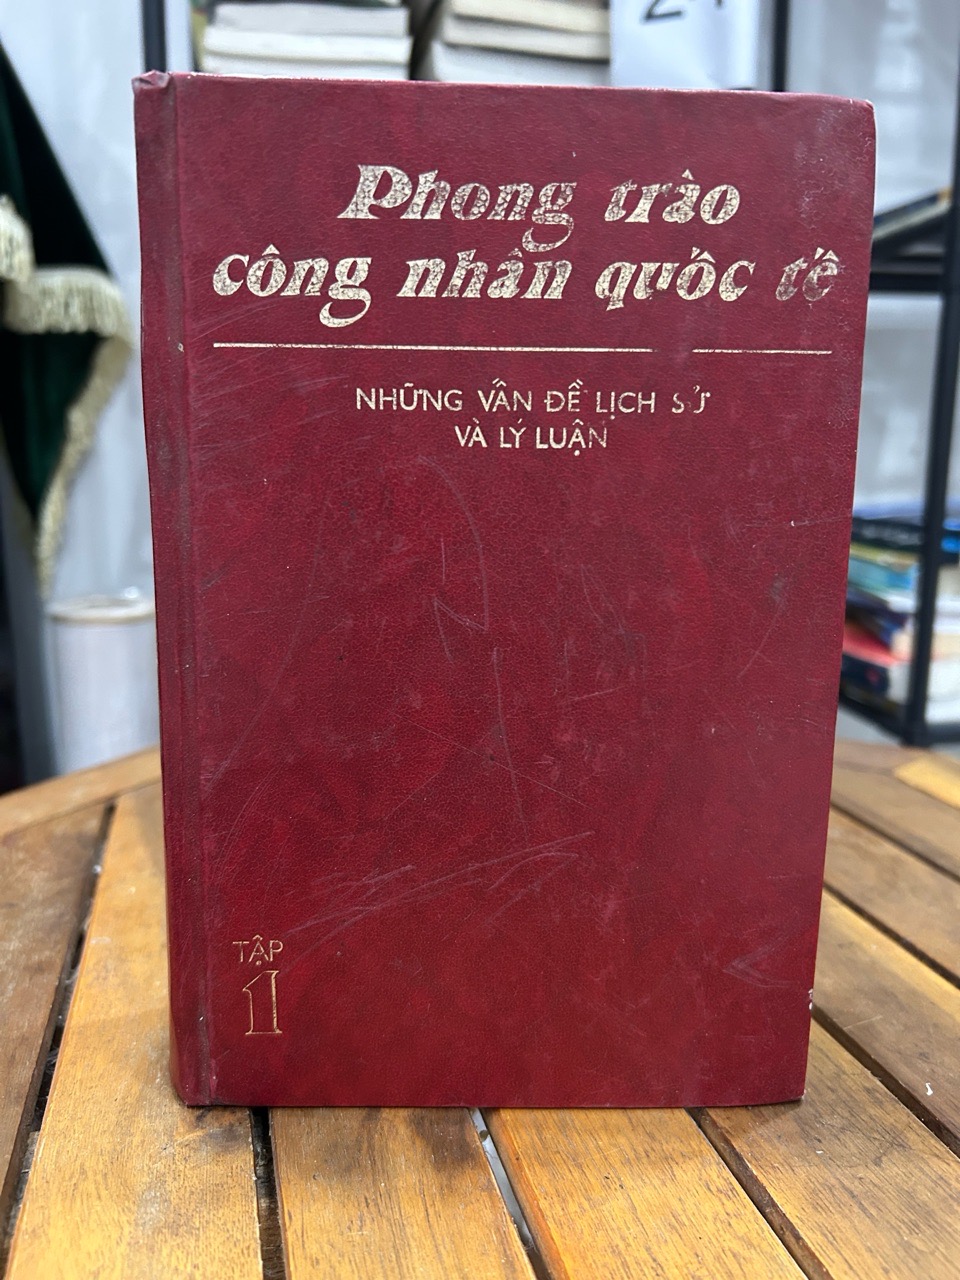 Phong trào
công nhân quốc tế
NHỮNG VẤN ĐỀ LỊCH SỬ
VÀ LÝ LUẬN
TẬP
1